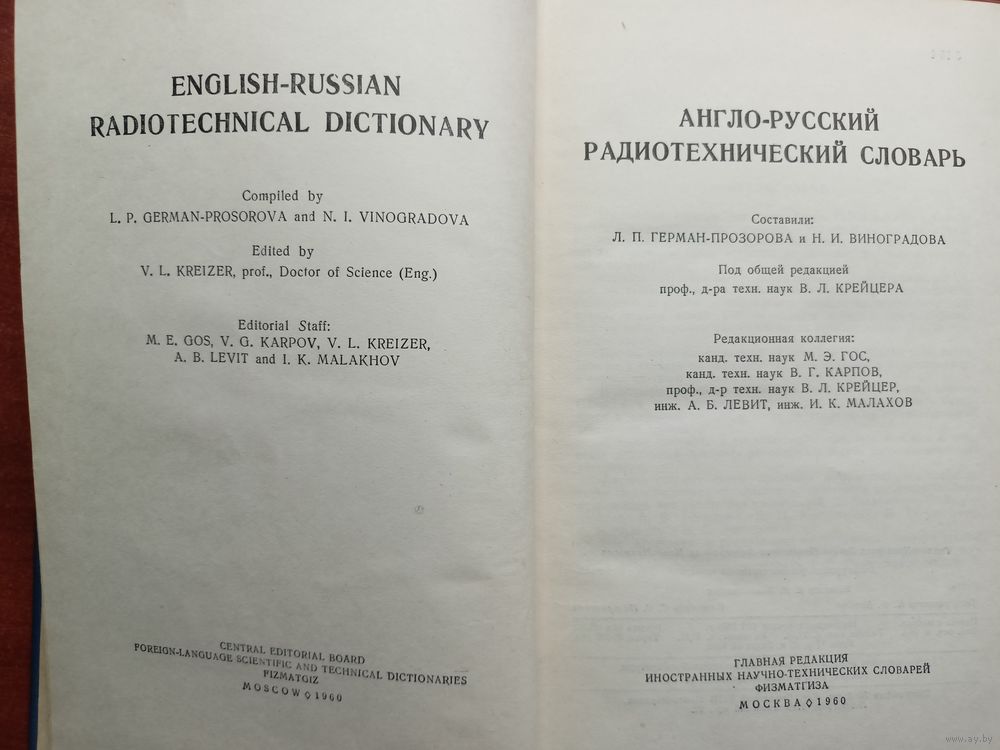 ENGLISH-RUSSIAN
RADIOTECHNICAL DICTIONARY
Compiled by
L. P. GERMAN-PROSOROVA and N. I. VINOGRADOVA
Edited by
V. L. KREIZER, prof., Doctor of Science (Eng.)
Editorial Staff:
M. E. GOS, V. G. KARPOV, V. L. KREIZER,
A. B. LEVIT and I. K. MALAKHOV
CENTRAL EDITORIAL BOARD
FOREIGN-LANGUAGE SCIENTIFIC AND TECHNICAL DICTIONARIES
FIZMATGIZ
MOSCOW ◊ 1960
АНГЛО-РУССКИЙ
РАДИОТЕХНИЧЕСКИЙ СЛОВАРЬ
Составили:
Л. П. ГЕРМАН-ПРОЗОРОВА и Н. И. ВИНОГРАДОВА
Под общей редакцией
проф., д-ра техн. наук В. Л. КРЕЙЦЕРА
Редакционная коллегия:
канд. техн. наук М. Э. ГОС,
канд. техн. наук В. Г. КАРПОВ,
проф., д-р техн. наук В. Л. КРЕЙЦЕР,
инж. А. Б. ЛЕВИТ, инж. И. К. МАЛАХОВ
ГЛАВНАЯ РЕДАКЦИЯ
ИНОСТРАННЫХ НАУЧНО-ТЕХНИЧЕСКИХ СЛОВАРЕЙ
ФИЗМАТГИЗА
МОСКВА ◊ 1960
www.ay.by